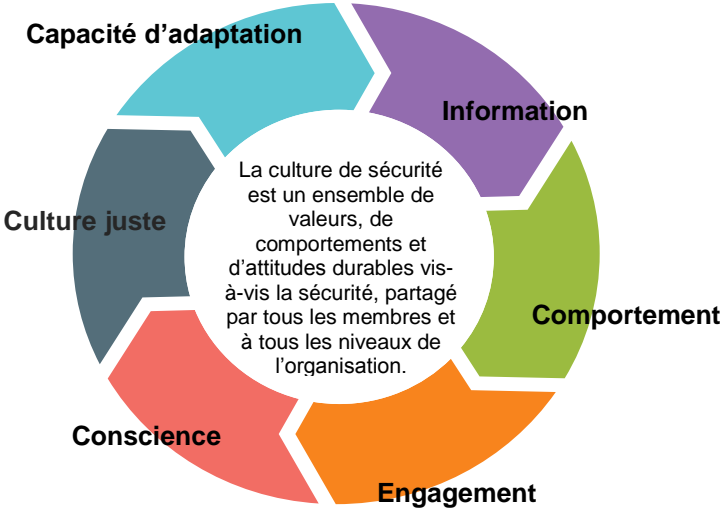 Capacité d'adaptation
Information
Comportement
Engagement
Conscience
Culture juste
La culture de sécurité
est un ensemble de
valeurs, de
comportements et
d'attitudes durables vis-
à-vis la sécurité, partagé
par tous les membres et
à tous les niveaux de
l'organisation.